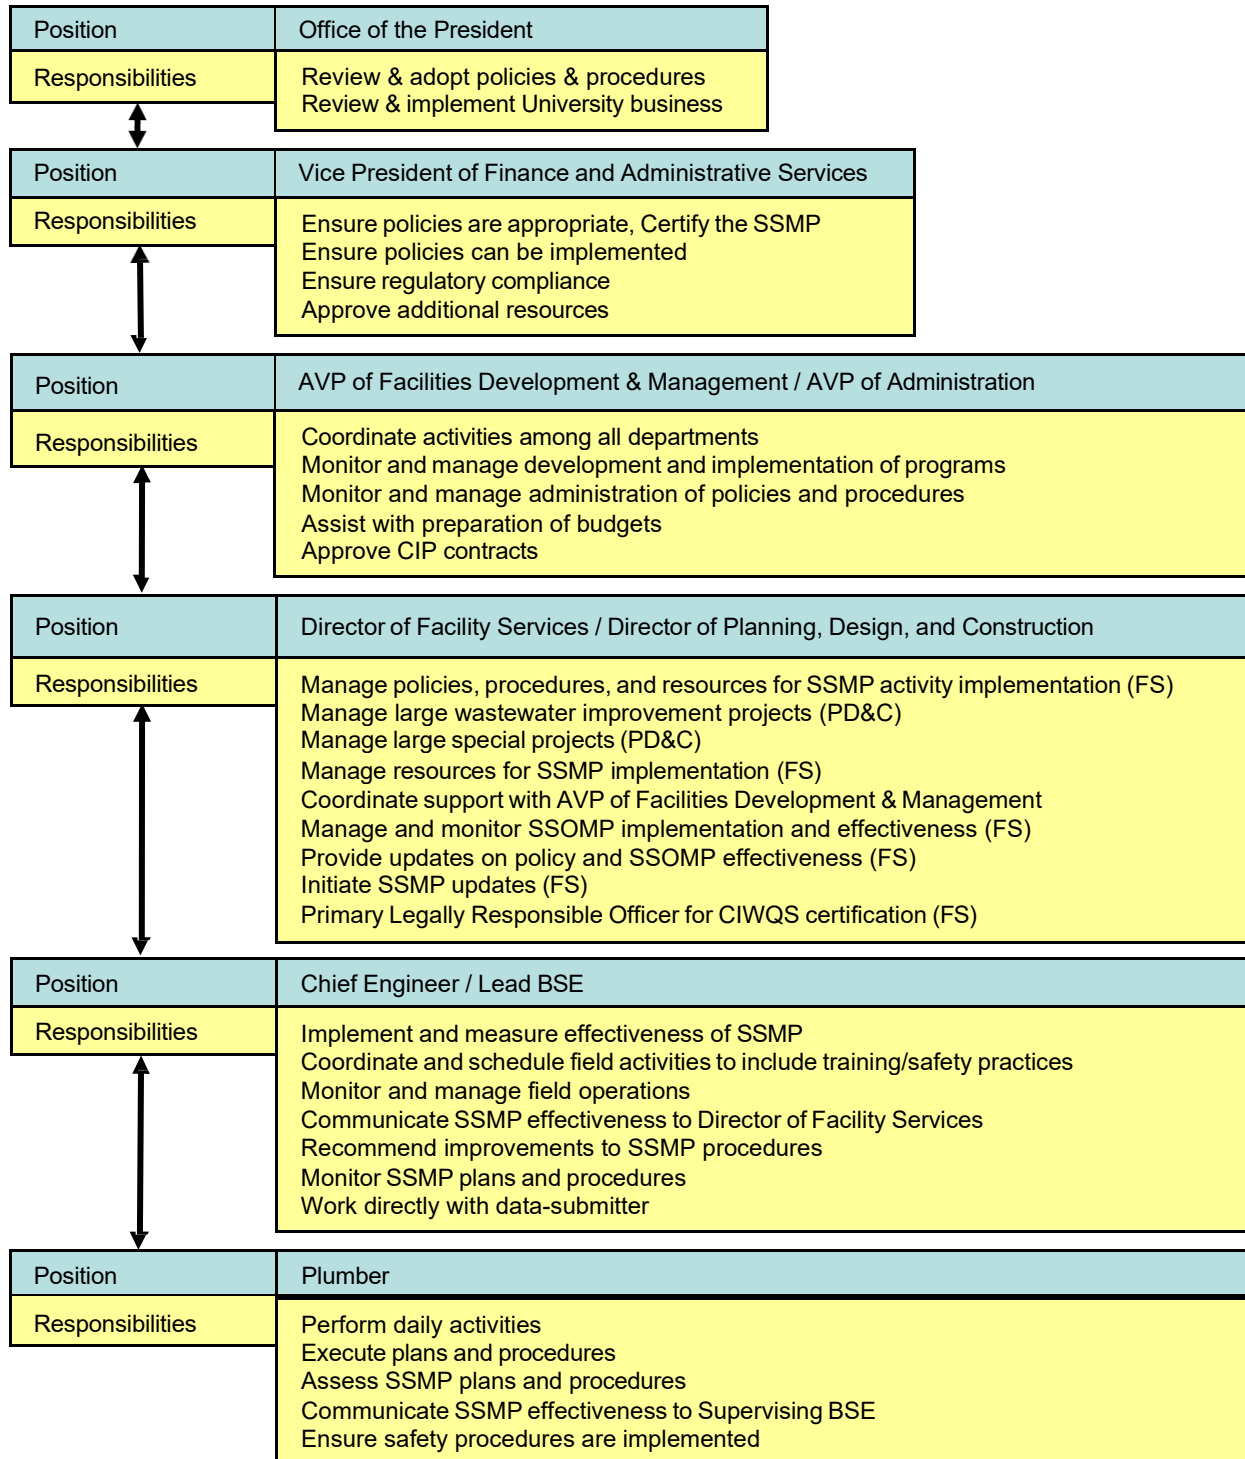 Position Office of the President
Responsibilities Review & adopt policies & procedures
Review & implement University business
Position Vice President of Finance and Administrative Services
Responsibilities Ensure policies are appropriate, Certify the SSMP
Ensure policies can be implemented
Ensure regulatory compliance
Approve additional resources
Position AVP of Facilities Development & Management / AVP of Administration
Responsibilities Coordinate activities among all departments
Monitor and manage development and implementation of programs
Monitor and manage administration of policies and procedures
Assist with preparation of budgets
Approve CIP contracts
Position Director of Facility Services / Director of Planning, Design, and Construction
Responsibilities Manage policies, procedures, and resources for SSMP activity implementation (FS)
Manage large wastewater improvement projects (PD&C)
Manage large special projects (PD&C)
Manage resources for SSMP implementation (FS)
Coordinate support with AVP of Facilities Development & Management
Manage and monitor SSOMP implementation and effectiveness (FS)
Provide updates on policy and SSOMP effectiveness (FS)
Initiate SSMP updates (FS)
Primary Legally Responsible Officer for CIWQS certification (FS)
Position Chief Engineer / Lead BSE
Responsibilities Implement and measure effectiveness of SSMP
Coordinate and schedule field activities to include training/safety practices
Monitor and manage field operations
Communicate SSMP effectiveness to Director of Facility Services
Recommend improvements to SSMP procedures
Monitor SSMP plans and procedures
Work directly with data-submitter
Position Plumber
Responsibilities Perform daily activities
Execute plans and procedures
Assess SSMP plans and procedures
Communicate SSMP effectiveness to Supervising BSE
Ensure safety procedures are implemented